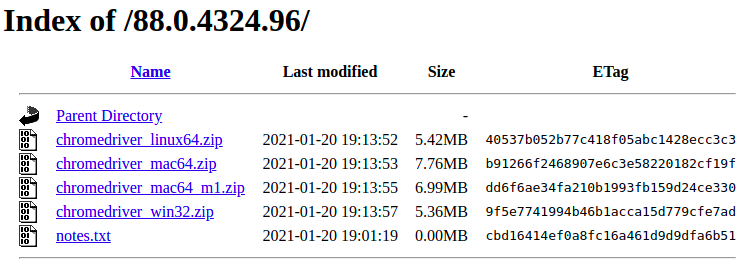 Index of /88.0.4324.96/
Name Last modified Size ETag
Parent Directory -
chromedriver_linux64.zip 2021-01-20 19:13:52 5.42MB 40537b052b77c418f05abc1428ecc3c3
chromedriver_mac64.zip 2021-01-20 19:13:53 7.76MB b91266f2468907e6c3e58220182cf19f
chromedriver_mac64_m1.zip 2021-01-20 19:13:55 6.99MB dd6f6ae34fa210b1993fb159d24ce330
chromedriver_win32.zip 2021-01-20 19:13:57 5.36MB 9f5e7741994b46b1acca15d779cfe7ad
notes.txt 2021-01-20 19:01:19 0.00MB cbd16414ef0a8fc16a461d9d9dfa6b51